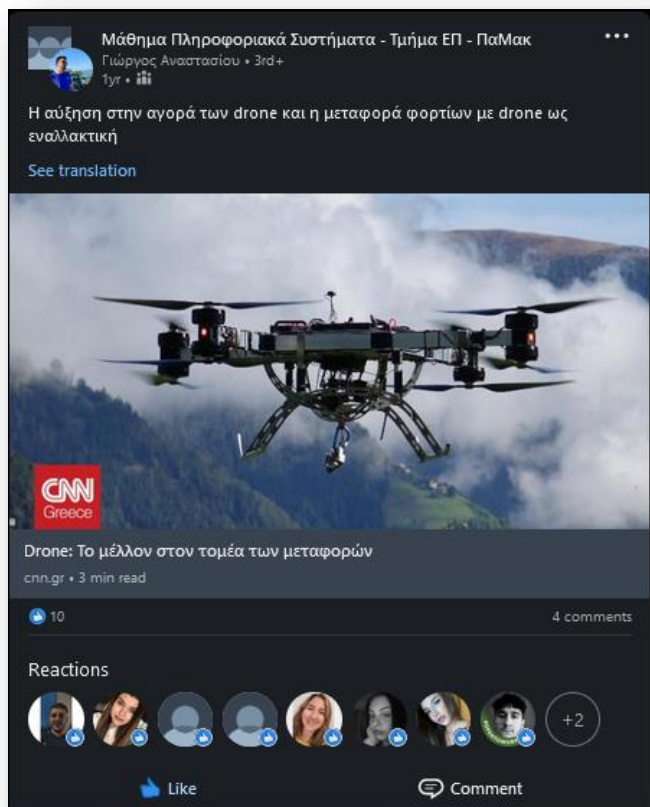 Μάθημα Πληροφοριακά Συστήματα - Τμήμα ΕΠ - ΠαΜακ
Γιώργος Αναστασίου • 3rd+
1yr •
Η αύξηση στην αγορά των drone και η μεταφορά φορτίων με drone ως
εναλλακτική
See translation
CNN
Greece
Drone: Το μέλλον στον τομέα των μεταφορών
cnn.gr • 3 min read
10
4 comments
Reactions
+2
Like
Comment